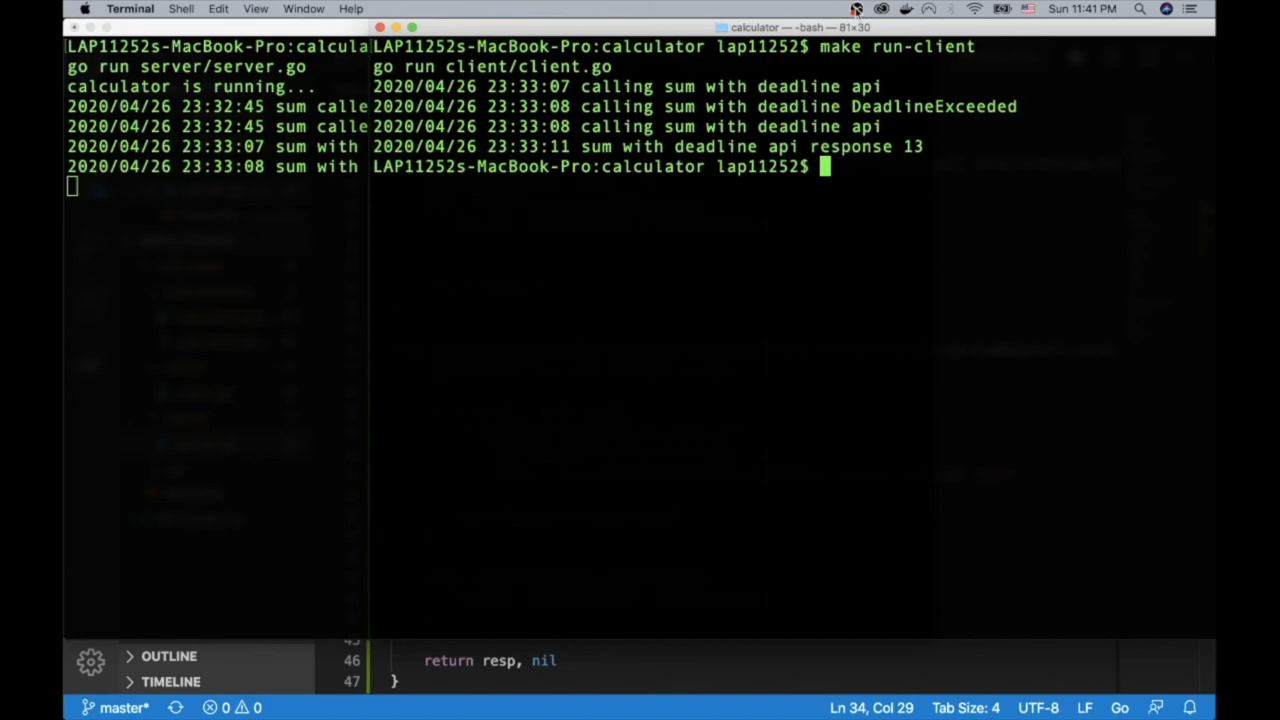 Terminal Shell Edit View Window Help Sun 11:41 PM
calculator — -bash — 81×30
LAP11252s-MacBook-Pro:calcula
go run server/server.go
calculator is running...
2020/04/26 23:32:45 sum calle
2020/04/26 23:32:45 sum calle
2020/04/26 23:33:07 sum with
2020/04/26 23:33:08 sum with
LAP11252s-MacBook-Pro:calculator lap11252$ make run-client
go run client/client.go
2020/04/26 23:33:07 calling sum with deadline api
2020/04/26 23:33:08 calling sum with deadline DeadlineExceeded
2020/04/26 23:33:08 calling sum with deadline api
2020/04/26 23:33:11 sum with deadline api response 13
LAP11252s-MacBook-Pro:calculator lap11252$
OUTLINE
TIMELINE
45
46 return resp, nil
47 }
master* 0 0 Ln 34, Col 29 Tab Size: 4 UTF-8 LF Go